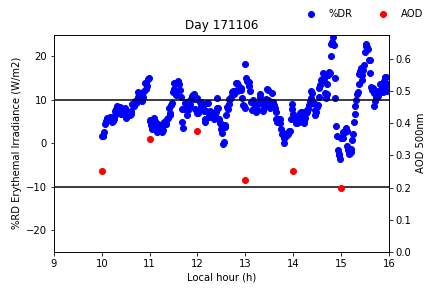 %DR AOD
Day 171106
%RD Erythemal Irradiance (W/m2)
20
10
0
−10
−20
0.6
0.5
0.4
0.3
0.2
0.1
0.0
AOD 500nm
9 10 11 12 13 14 15 16
Local hour (h)